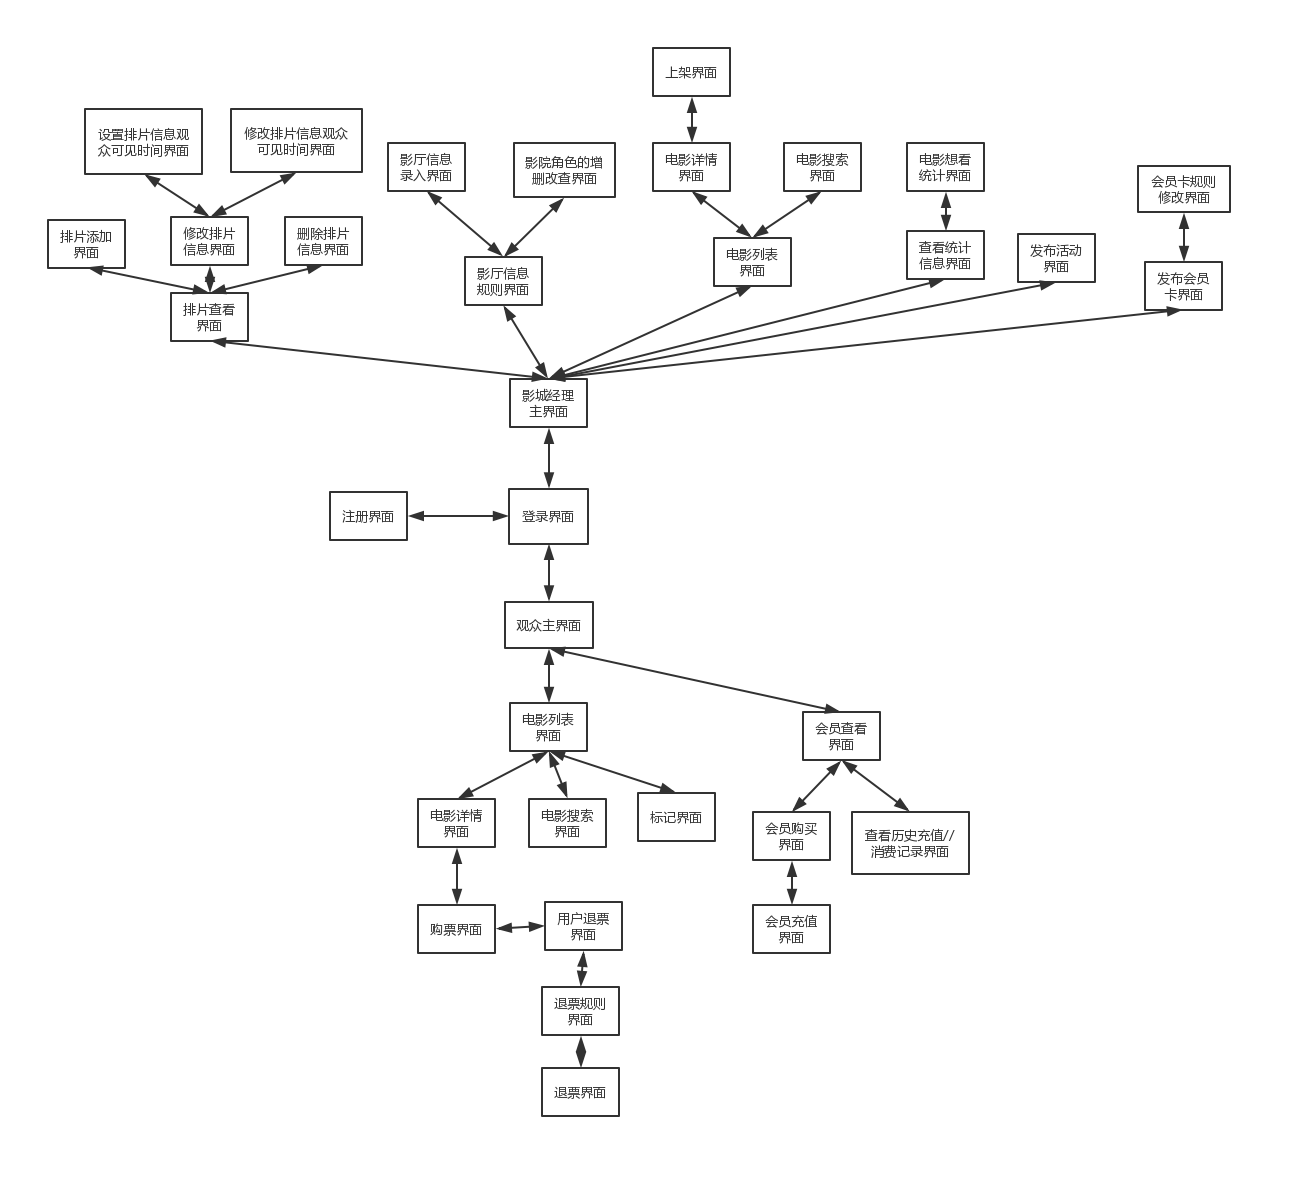 上架界面
设置排片信息观
众可见时间界面
修改排片信息观众
可见时间界面
影厅信息
录入界面
影院角色的增
删改查界面
电影详情
界面
电影搜索
界面
电影想看
统计界面
会员卡规则
修改界面
排片添加
界面
修改排片
信息界面
删除排片
信息界面
影厅信息
规则界面
电影列表
界面
查看统计
信息界面
发布活动
界面
发布会员
卡界面
排片查看
界面
影城经理
主界面
注册界面
登录界面
观众主界面
电影列表
界面
会员查看
界面
电影详情
界面
电影搜索
界面
标记界面
会员购买
界面
查看历史充值//
消费记录界面
购票界面
用户退票
界面
会员充值
界面
退票规则
界面
退票界面